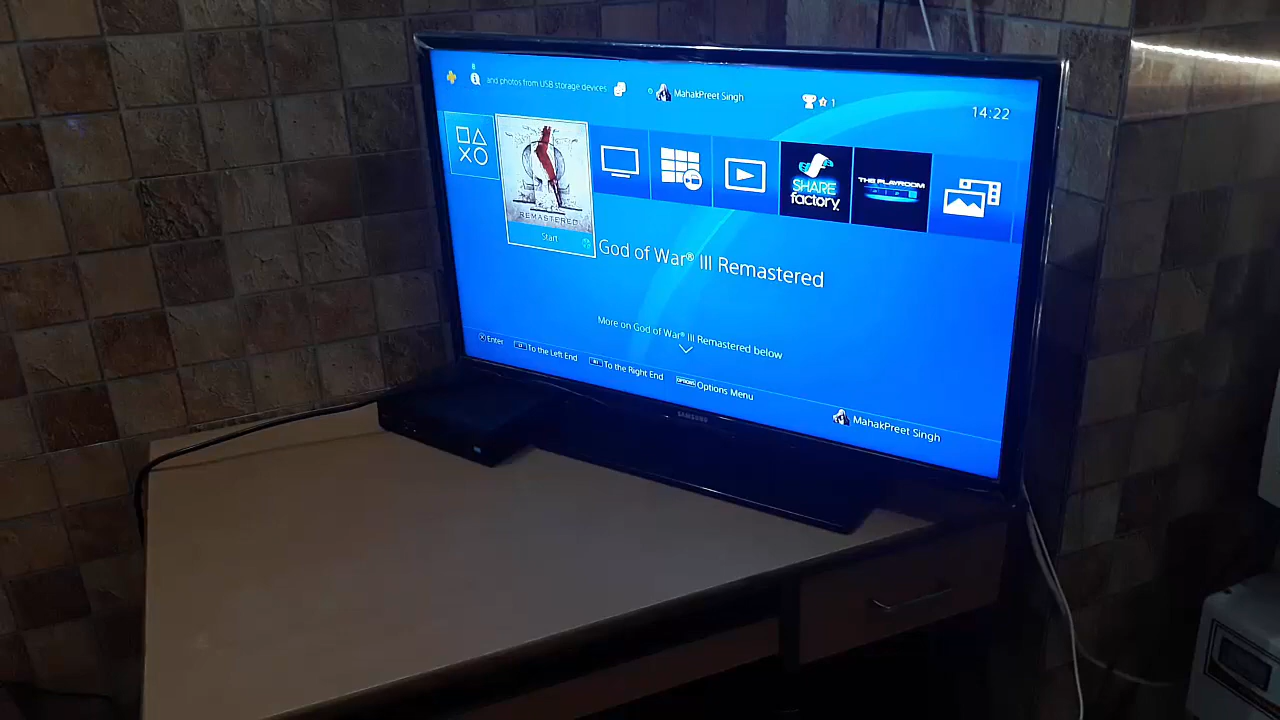 and photos from USB storage devices
MahakPreet Singh
1
14:22
REMASTERED
Start
SHARE
factory
THE PLAYROOM
God of War® III Remastered
More on God of War® III Remastered below
Enter
To the Left End
To the Right End
OPTIONS Options Menu
SAMSUNG
MahakPreet Singh